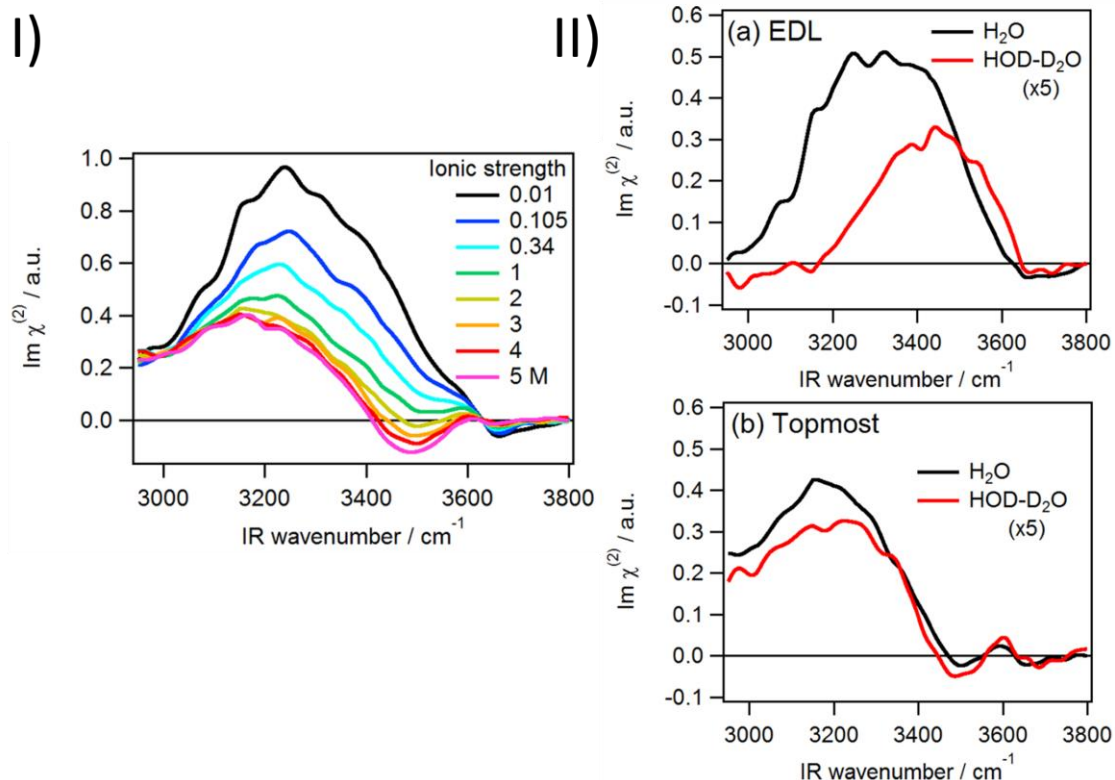 I)
1.0
0.8
0.6
0.4
0.2
0.0
Im χ(2) / a.u.
Ionic strength
0.01
0.105
0.34
1
2
3
4
5 M
3000 3200 3400 3600 3800
IR wavenumber / cm-1
II)
(a) EDL
H2O
HOD-D2O
(x5)
0.6
0.5
0.4
0.3
0.2
0.1
0.0
-0.1
Im χ(2) / a.u.
3000 3200 3400 3600 3800
IR wavenumber / cm-1
(b) Topmost
H2O
HOD-D2O
(x5)
0.6
0.5
0.4
0.3
0.2
0.1
0.0
-0.1
Im χ(2) / a.u.
3000 3200 3400 3600 3800
IR wavenumber / cm-1